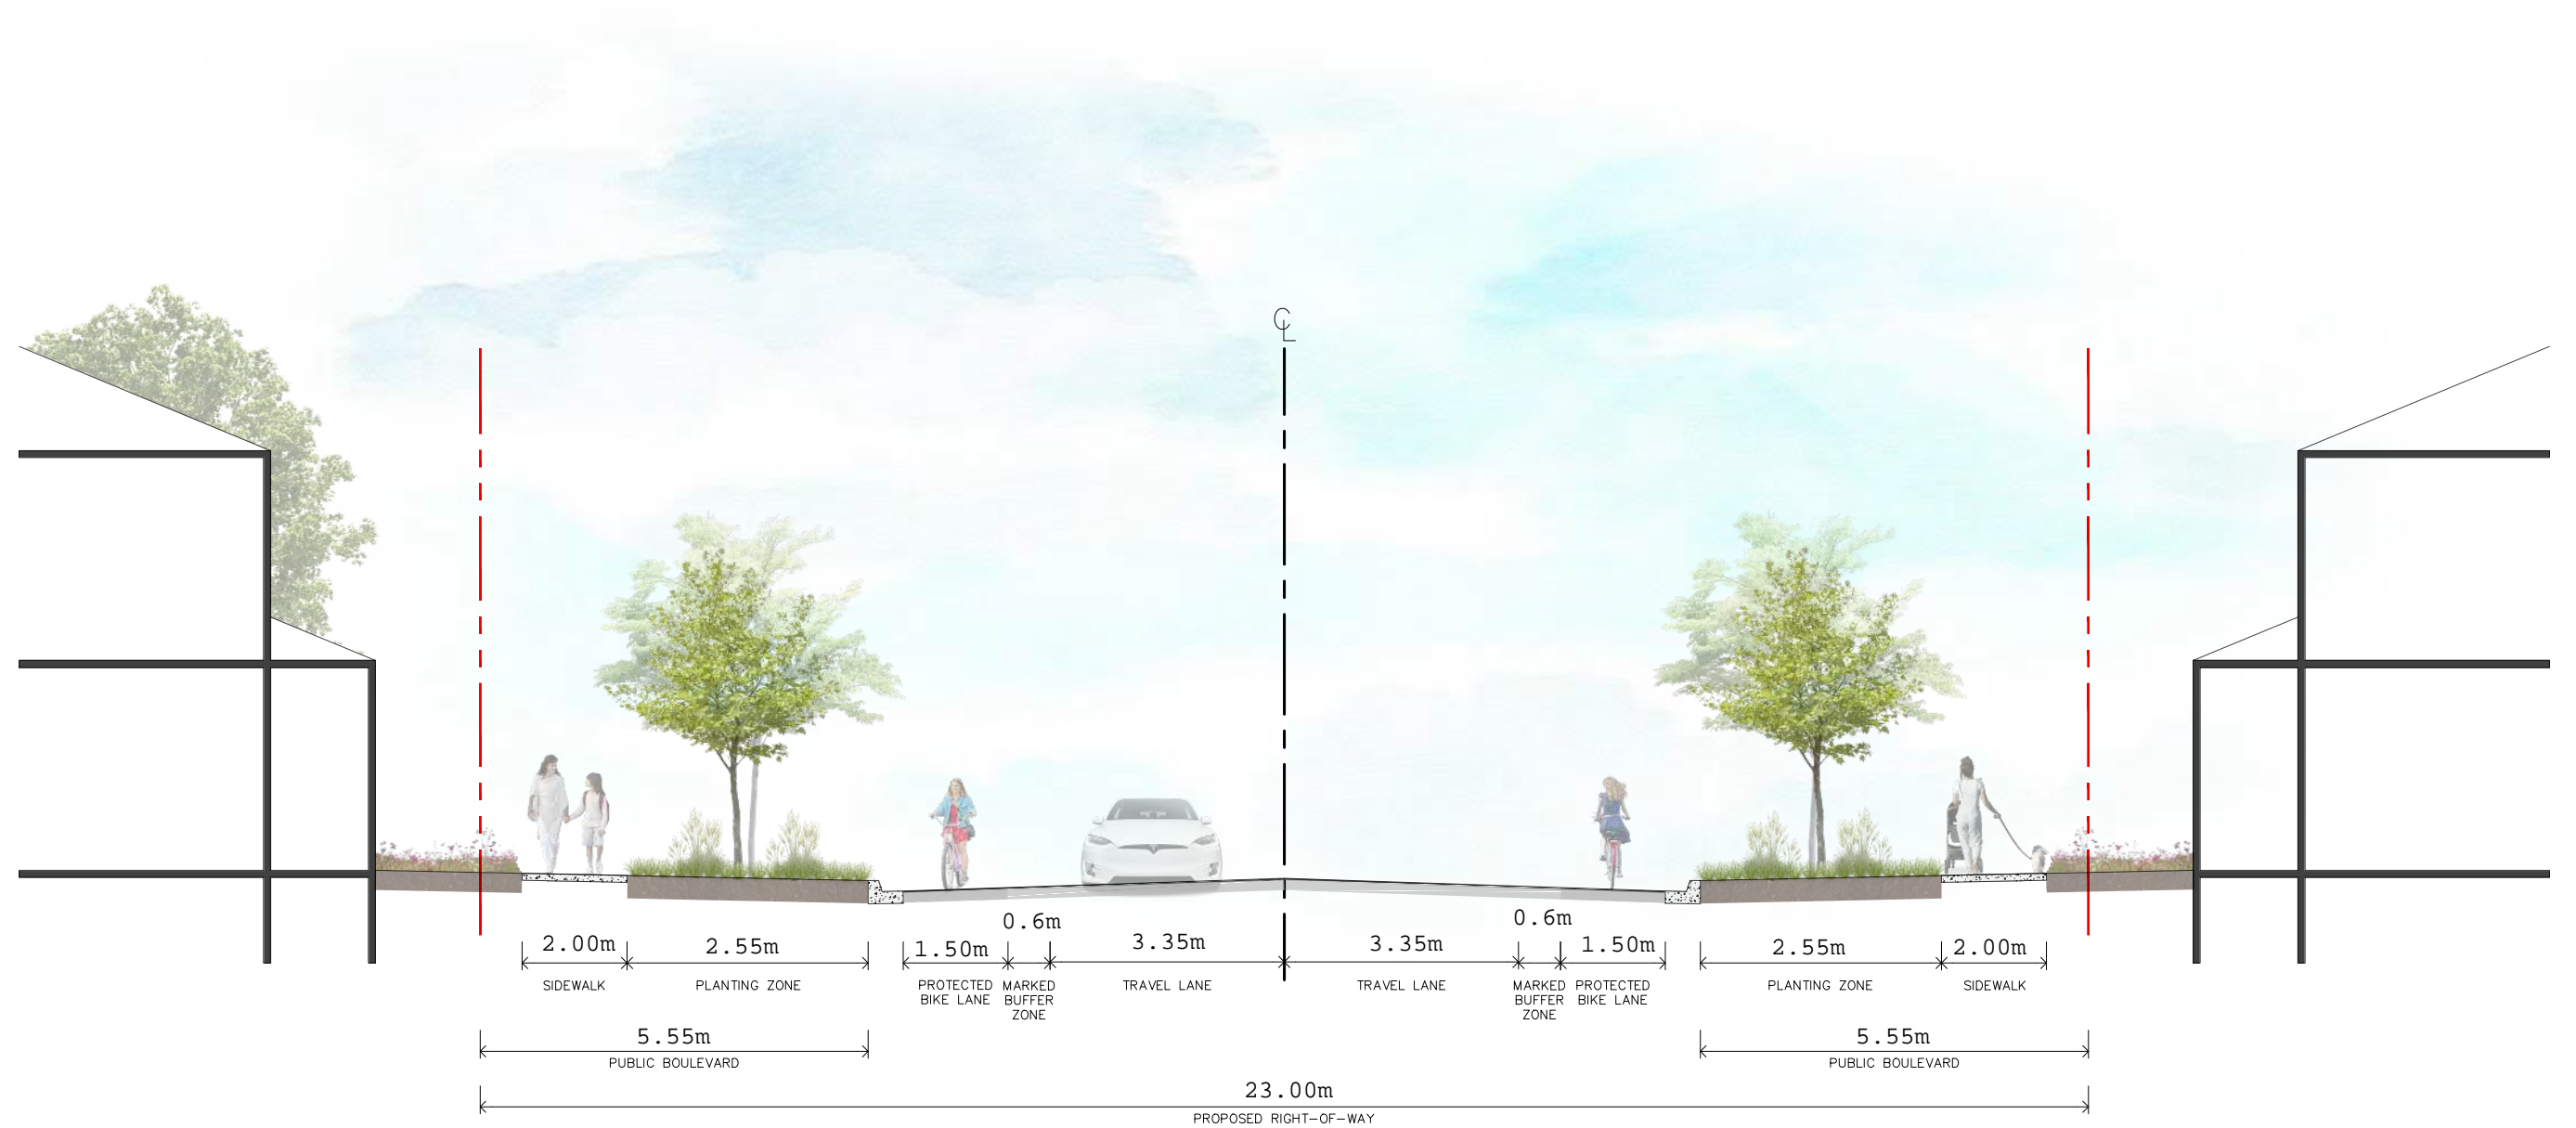 CL
0.6m
0.6m
2.00m 2.55m 1.50m 3.35m 3.35m 1.50m 2.55m 2.00m
SIDEWALK PLANTING ZONE PROTECTED MARKED TRAVEL LANE TRAVEL LANE MARKED PROTECTED PLANTING ZONE SIDEWALK
BIKE LANE BUFFER BUFFER BIKE LANE
ZONE ZONE
5.55m 5.55m
PUBLIC BOULEVARD PUBLIC BOULEVARD
23.00m
PROPOSED RIGHT-OF-WAY